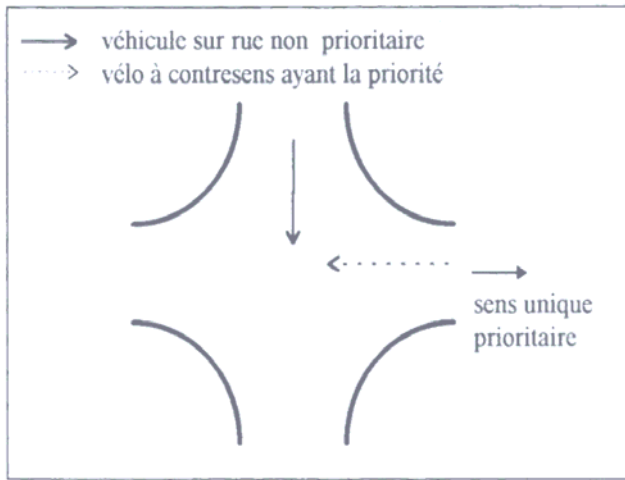 véhicule sur rue non prioritaire
vélo à contresens ayant la priorité
sens unique
prioritaire